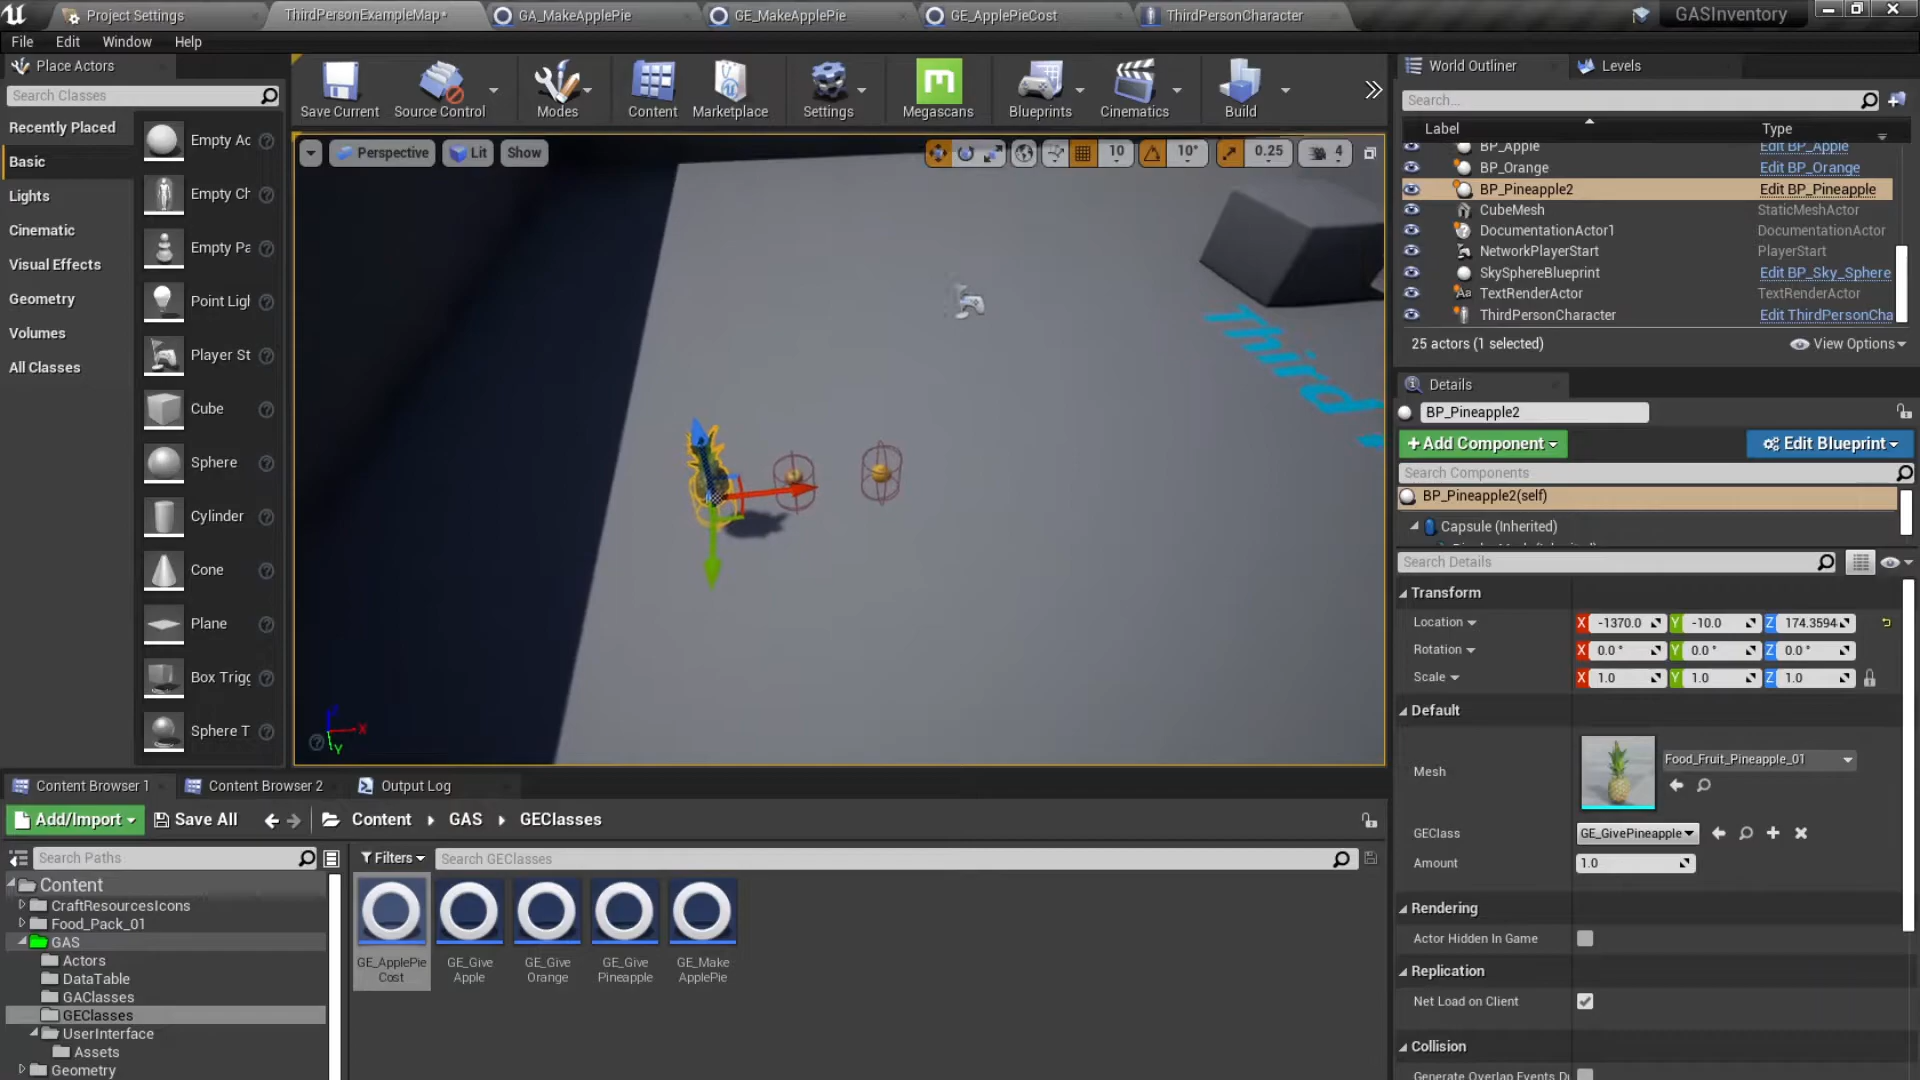 Project Settings
ThirdPersonExampleMap*
GA_MakeApplePie
GE_MakeApplePie
GE_ApplePieCost
ThirdPersonCharacter
GASInventory
File
Edit
Window
Help
Place Actors
Search Classes
Recently Placed
Basic
Lights
Cinematic
Visual Effects
Geometry
Volumes
All Classes
Empty Ac
Empty Ch
Empty Pa
Point Ligl
Player St
Cube
Sphere
Cylinder
Cone
Plane
Box Trigg
Sphere T
Save Current
Source Control
Modes
Content
Marketplace
Settings
Megascans
Blueprints
Cinematics
Build
Perspective
Lit
Show
10
10°
0.25
4
Third
X
Y
World Outliner
Levels
Search...
Label
Type
BP_Apple
Edit BP_Apple
BP_Orange
Edit BP_Orange
BP_Pineapple2
Edit BP_Pineapple
CubeMesh
StaticMeshActor
DocumentationActor1
DocumentationActor
NetworkPlayerStart
PlayerStart
SkySphereBlueprint
Edit BP_Sky_Sphere
TextRenderActor
TextRenderActor
ThirdPersonCharacter
Edit ThirdPersonCha
25 actors (1 selected)
View Options
Details
BP_Pineapple2
+Add Component
Edit Blueprint
Search Components
BP_Pineapple2(self)
Capsule (Inherited)
Search Details
Transform
Location
X -1370.0 Y -10.0 Z 174.3594
Rotation
X 0.0° Y 0.0° Z 0.0°
Scale
X 1.0 Y 1.0 Z 1.0
Default
Mesh
Food_Fruit_Pineapple_01
GEClass
GE_GivePineapple
Amount
1.0
Rendering
Actor Hidden In Game
Replication
Net Load on Client
Collision
Generate Overlap Events D
Content Browser 1
Content Browser 2
Output Log
Add/Import
Save All
Content
GAS
GEClasses
Search Paths
Filters
Search GEClasses
Content
CraftResourcesIcons
Food_Pack_01
GAS
Actors
DataTable
GAClasses
GEClasses
UserInterface
Assets
Geometry
GE_ApplePie
Cost
GE_Give
Apple
GE_Give
Orange
GE_Give
Pineapple
GE_Make
ApplePie